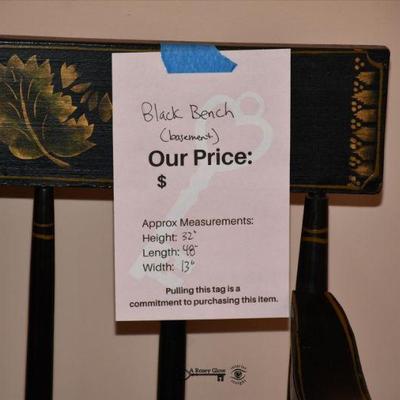 Black Bench
(basement)
Our Price:
$
Approx Measurements:
Height: 32"
Length: 48"
Width: 13"
Pulling this tag is a
commitment to purchasing this item.
A Rosey Glow